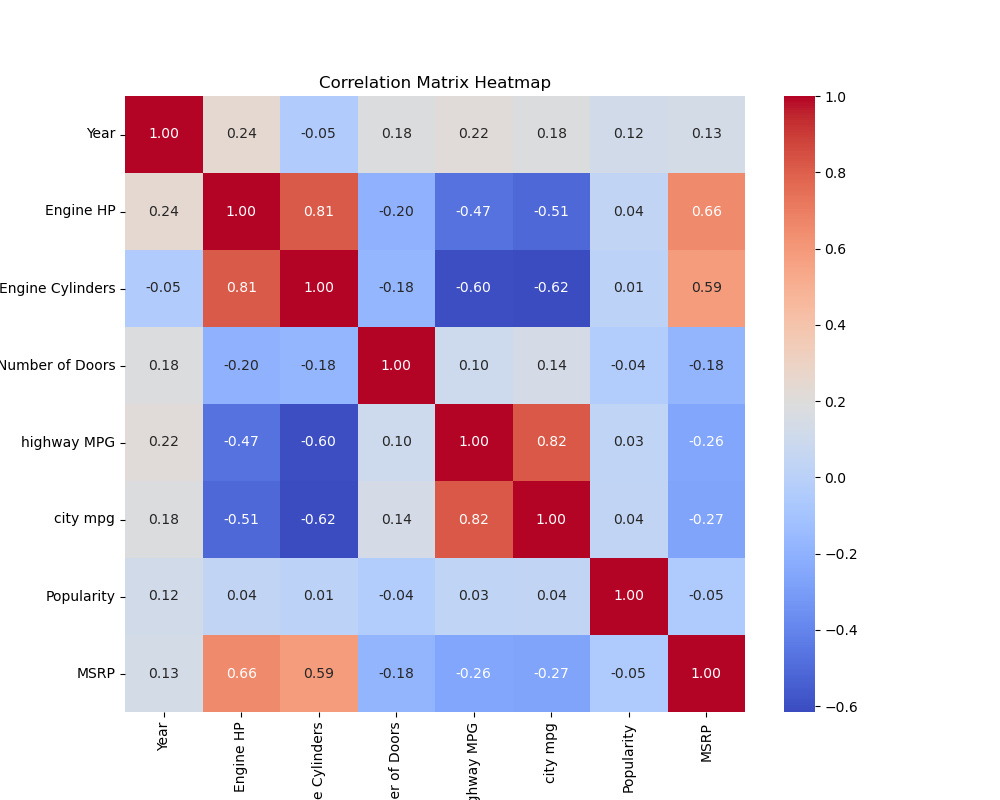 Correlation Matrix Heatmap
Year 1.00 0.24 -0.05 0.18 0.22 0.18 0.12 0.13
Engine HP 0.24 1.00 0.81 -0.20 -0.47 -0.51 0.04 0.66
Engine Cylinders -0.05 0.81 1.00 -0.18 -0.60 -0.62 0.01 0.59
Number of Doors 0.18 -0.20 -0.18 1.00 0.10 0.14 -0.04 -0.18
highway MPG 0.22 -0.47 -0.60 0.10 1.00 0.82 0.03 -0.26
city mpg 0.18 -0.51 -0.62 0.14 0.82 1.00 0.04 -0.27
Popularity 0.12 0.04 0.01 -0.04 0.03 0.04 1.00 -0.05
MSRP 0.13 0.66 0.59 -0.18 -0.26 -0.27 -0.05 1.00
Year
Engine HP
e Cylinders
er of Doors
ghway MPG
city mpg
Popularity
MSRP
1.0
0.8
0.6
0.4
0.2
0.0
−0.2
−0.4
−0.6